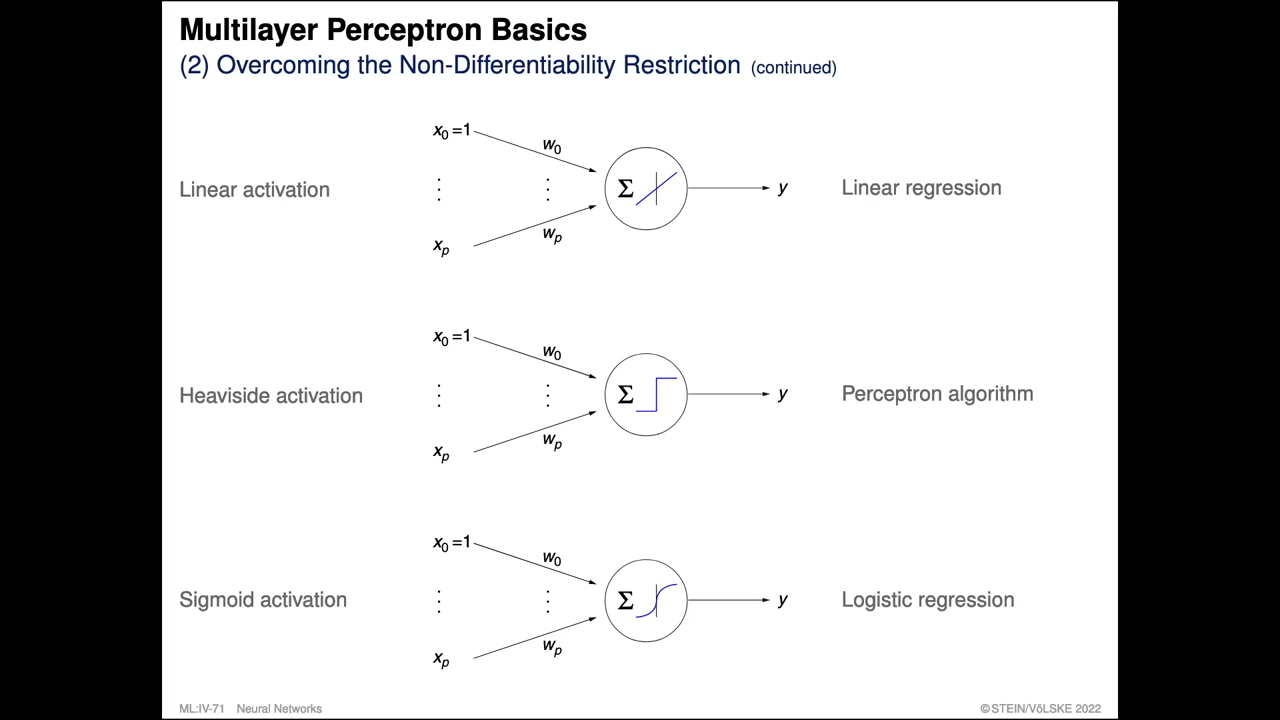 Multilayer Perceptron Basics
(2) Overcoming the Non-Differentiability Restriction (continued)
x0 =1
w0
Linear activation
⋮ ⋮
Σ
y
Linear regression
wp
xp
x0 =1
w0
Heaviside activation
⋮ ⋮
Σ
y
Perceptron algorithm
wp
xp
x0 =1
w0
Sigmoid activation
⋮ ⋮
Σ
y
Logistic regression
wp
xp
ML:IV-71 Neural Networks
©STEIN/VöLSKE 2022